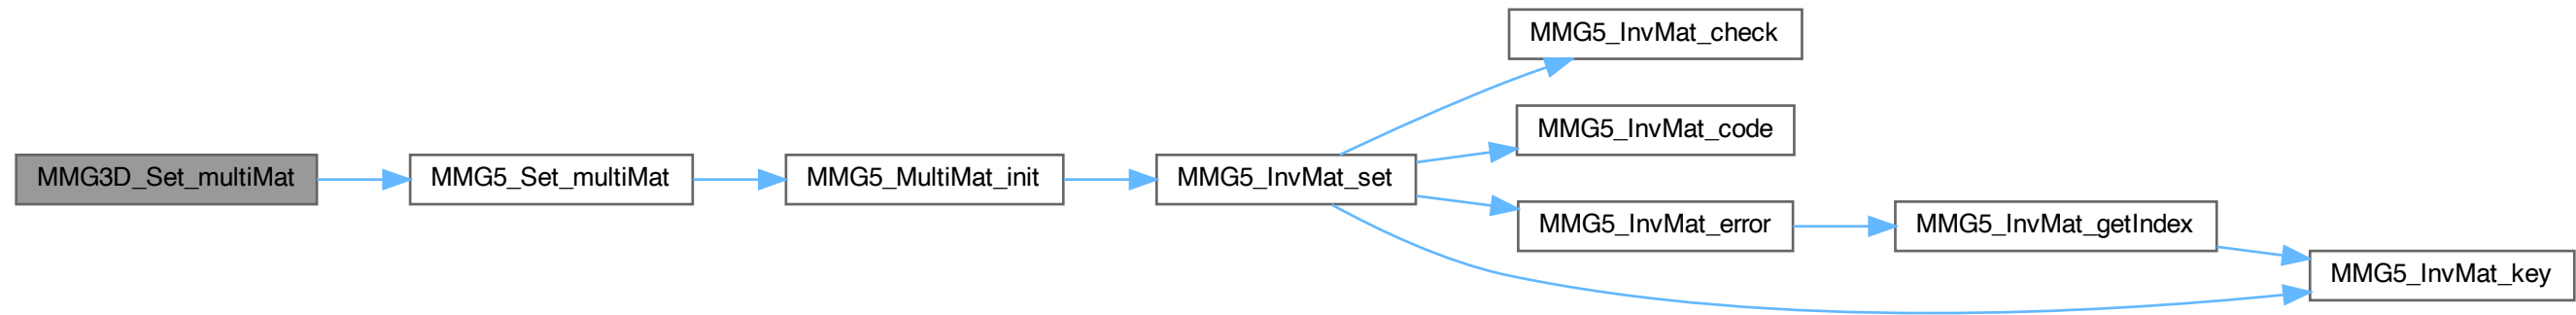 MMG5_InvMat_check
MMG5_InvMat_code
MMG3D_Set_multiMat
MMG5_Set_multiMat
MMG5_MultiMat_init
MMG5_InvMat_set
MMG5_InvMat_error
MMG5_InvMat_getIndex
MMG5_InvMat_key